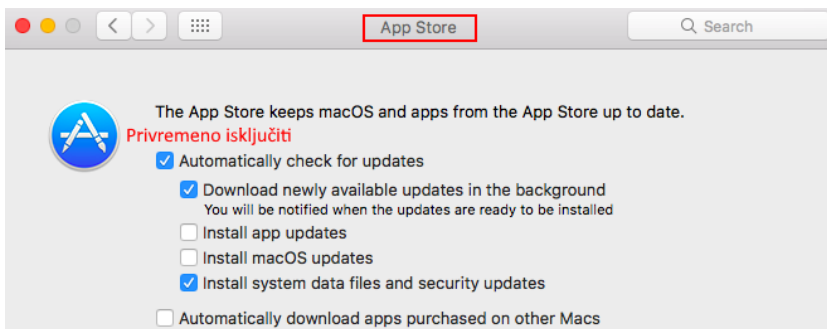 App Store
Search
The App Store keeps macOS and apps from the App Store up to date.
Privremeno isključiti
Automatically check for updates
Download newly available updates in the background
You will be notified when the updates are ready to be installed
Install app updates
Install macOS updates
Install system data files and security updates
Automatically download apps purchased on other Macs